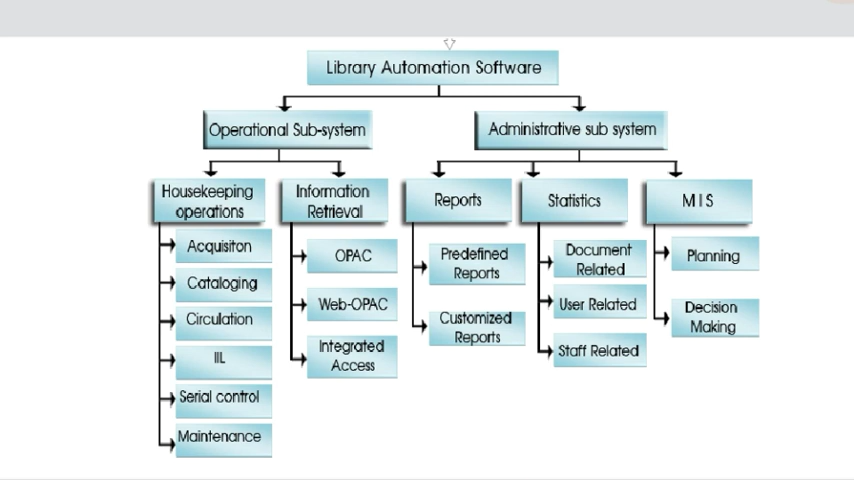 Library Automation Software
Operational Sub-system
Administrative sub system
Housekeeping
operations
Information
Retrieval
Reports
Statistics
M I S
Acquisiton
Cataloging
Circulation
IIL
Serial control
Maintenance
OPAC
Web-OPAC
Integrated
Access
Predefined
Reports
Customized
Reports
Document
Related
User Related
Staff Related
Planning
Decision
Making